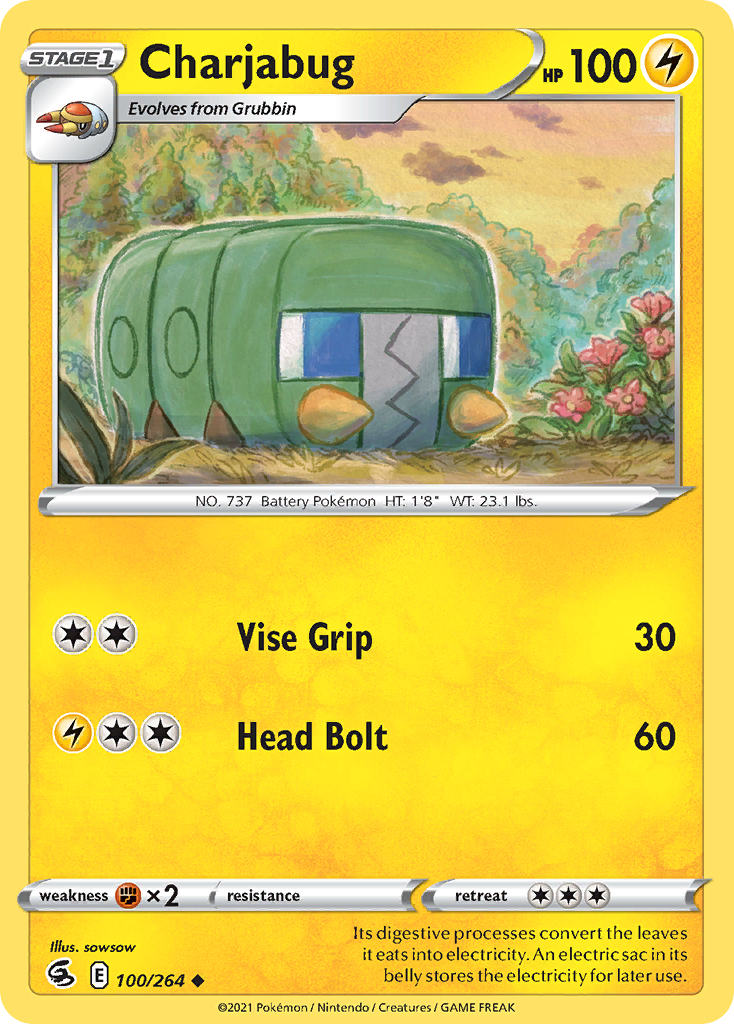 STAGE 1
Charjabug
HP 100
Evolves from Grubbin
NO. 737 Battery Pokémon HT: 1'8" WT: 23.1 lbs.
Vise Grip 30
Head Bolt 60
weakness ×2 resistance retreat
Illus. sowsow
Its digestive processes convert the leaves
it eats into electricity. An electric sac in its
belly stores the electricity for later use.
E 100/264
©2021 Pokémon / Nintendo / Creatures / GAME FREAK